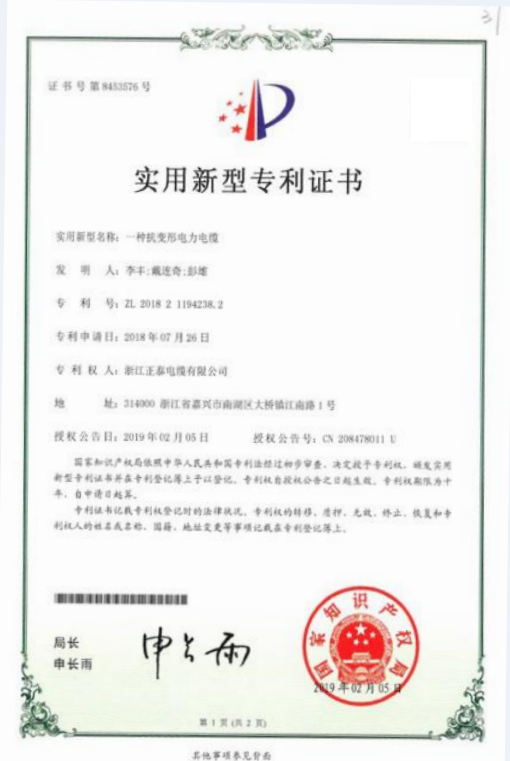 31
证书号第8453576号
实用新型专利证书
实用新型名称：一种抗变形电力电缆
发 明 人：李丰;戴连奇;彭雄
专 利 号：ZL 2018 2 1194238.2
专利申请日：2018年07月26日
专 利 权 人：浙江正泰电缆有限公司
地 址：314000 浙江省嘉兴市南湖区大桥镇江南路1号
授权公告日：2019年02月05日 授权公告号：CN 208478011 U
国家知识产权局依照中华人民共和国专利法经过初步审查，决定授予专利权，颁发实用
新型专利证书并在专利登记簿上予以登记。专利权自授权公告之日起生效。专利权期限为十
年，自申请日起算。
专利证书记载专利权登记时的法律状况。专利权的转移、质押、无效、终止、恢复和专
利权人的姓名或名称、国籍、地址变更等事项记载在专利登记簿上。
局长
申长雨
申长雨
国家知识产权局
2019年02月05日
第 1 页 (共 2 页)
其他事项参见背面